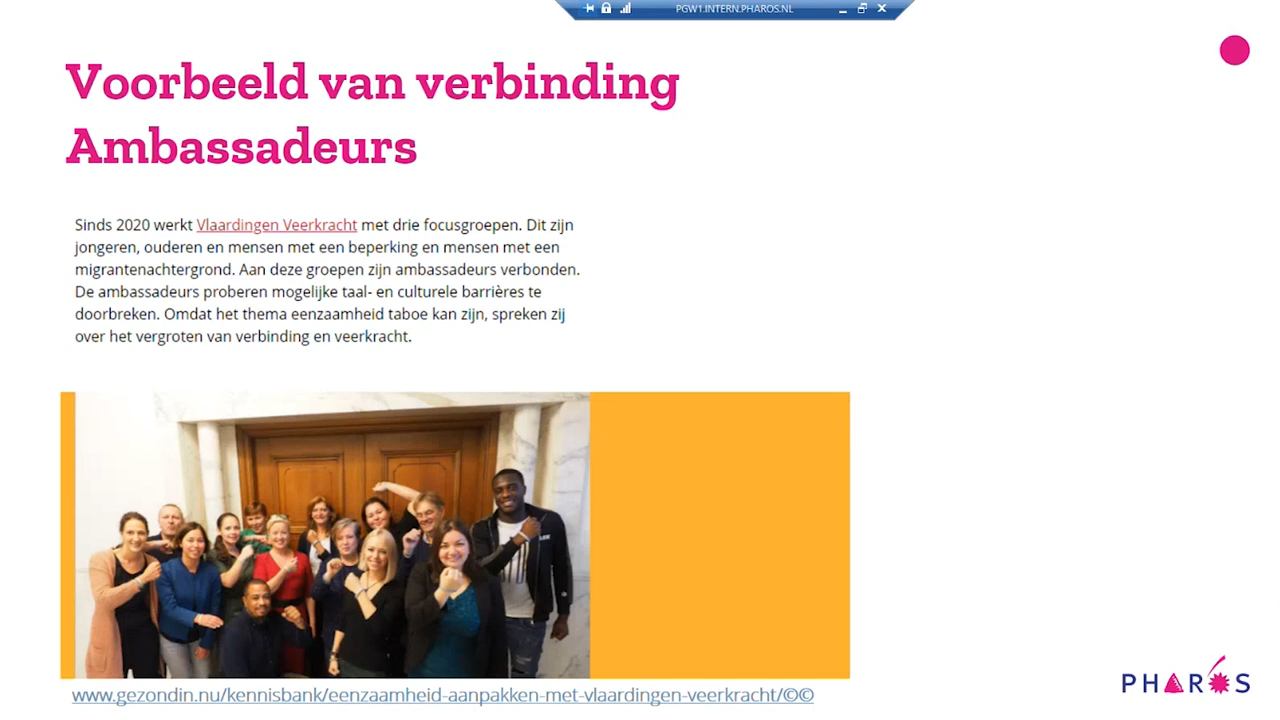 PGW1.INTERN.PHAROS.NL
Voorbeeld van verbinding
Ambassadeurs
Sinds 2020 werkt Vlaardingen Veerkracht met drie focusgroepen. Dit zijn
jongeren, ouderen en mensen met een beperking en mensen met een
migrantenachtergrond. Aan deze groepen zijn ambassadeurs verbonden.
De ambassadeurs proberen mogelijke taal- en culturele barrières te
doorbreken. Omdat het thema eenzaamheid taboe kan zijn, spreken zij
over het vergroten van verbinding en veerkracht.
www.gezondin.nu/kennisbank/eenzaamheid-aanpakken-met-vlaardingen-veerkracht/©©
PHAROS